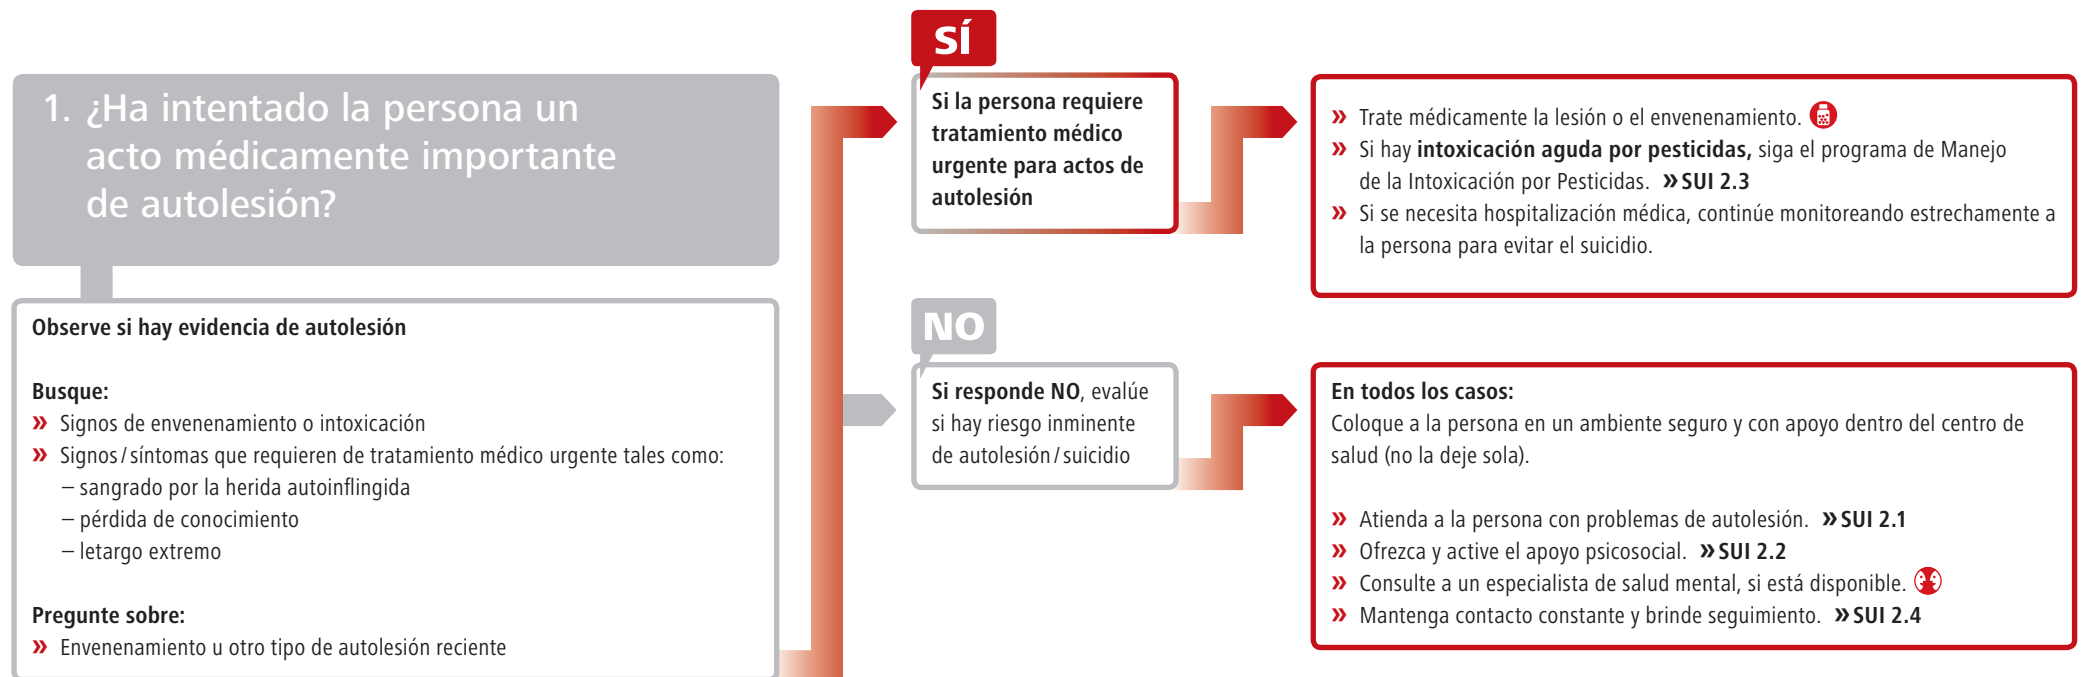 1. ¿Ha intentado la persona un
acto médicamente importante
de autolesión?
Observe si hay evidencia de autolesión
Busque:
» Signos de envenenamiento o intoxicación
» Signos/síntomas que requieren de tratamiento médico urgente tales como:
– sangrado por la herida autoinflingida
– pérdida de conocimiento
– letargo extremo
Pregunte sobre:
» Envenenamiento u otro tipo de autolesión reciente
SÍ
Si la persona requiere
tratamiento médico
urgente para actos de
autolesión
» Trate médicamente la lesión o el envenenamiento.
» Si hay intoxicación aguda por pesticidas, siga el programa de Manejo
de la Intoxicación por Pesticidas. » SUI 2.3
» Si se necesita hospitalización médica, continúe monitoreando estrechamente a
la persona para evitar el suicidio.
NO
Si responde NO, evalúe
si hay riesgo inminente
de autolesión/suicidio
En todos los casos:
Coloque a la persona en un ambiente seguro y con apoyo dentro del centro de
salud (no la deje sola).
» Atienda a la persona con problemas de autolesión. » SUI 2.1
» Ofrezca y active el apoyo psicosocial. » SUI 2.2
» Consulte a un especialista de salud mental, si está disponible.
» Mantenga contacto constante y brinde seguimiento. » SUI 2.4